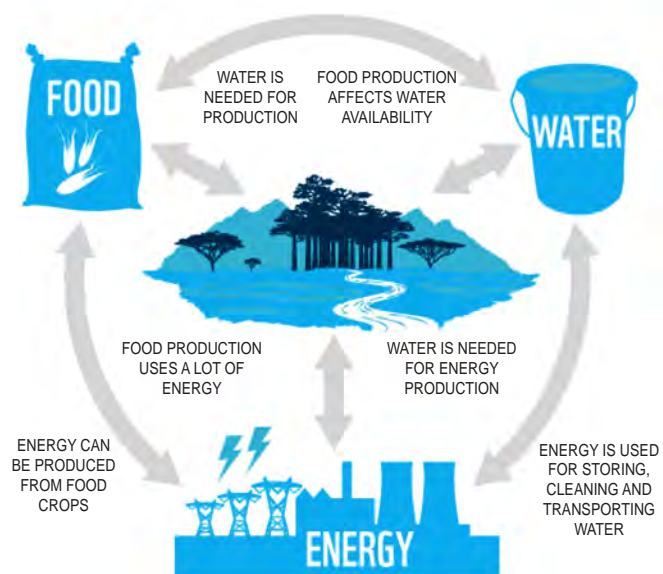 FOOD
WATER IS
NEEDED FOR
PRODUCTION
FOOD PRODUCTION
AFFECTS WATER
AVAILABILITY
WATER
FOOD PRODUCTION
USES A LOT OF
ENERGY
WATER IS NEEDED
FOR ENERGY
PRODUCTION
ENERGY CAN
BE PRODUCED
FROM FOOD
CROPS
ENERGY IS USED
FOR STORING,
CLEANING AND
TRANSPORTING
WATER
ENERGY